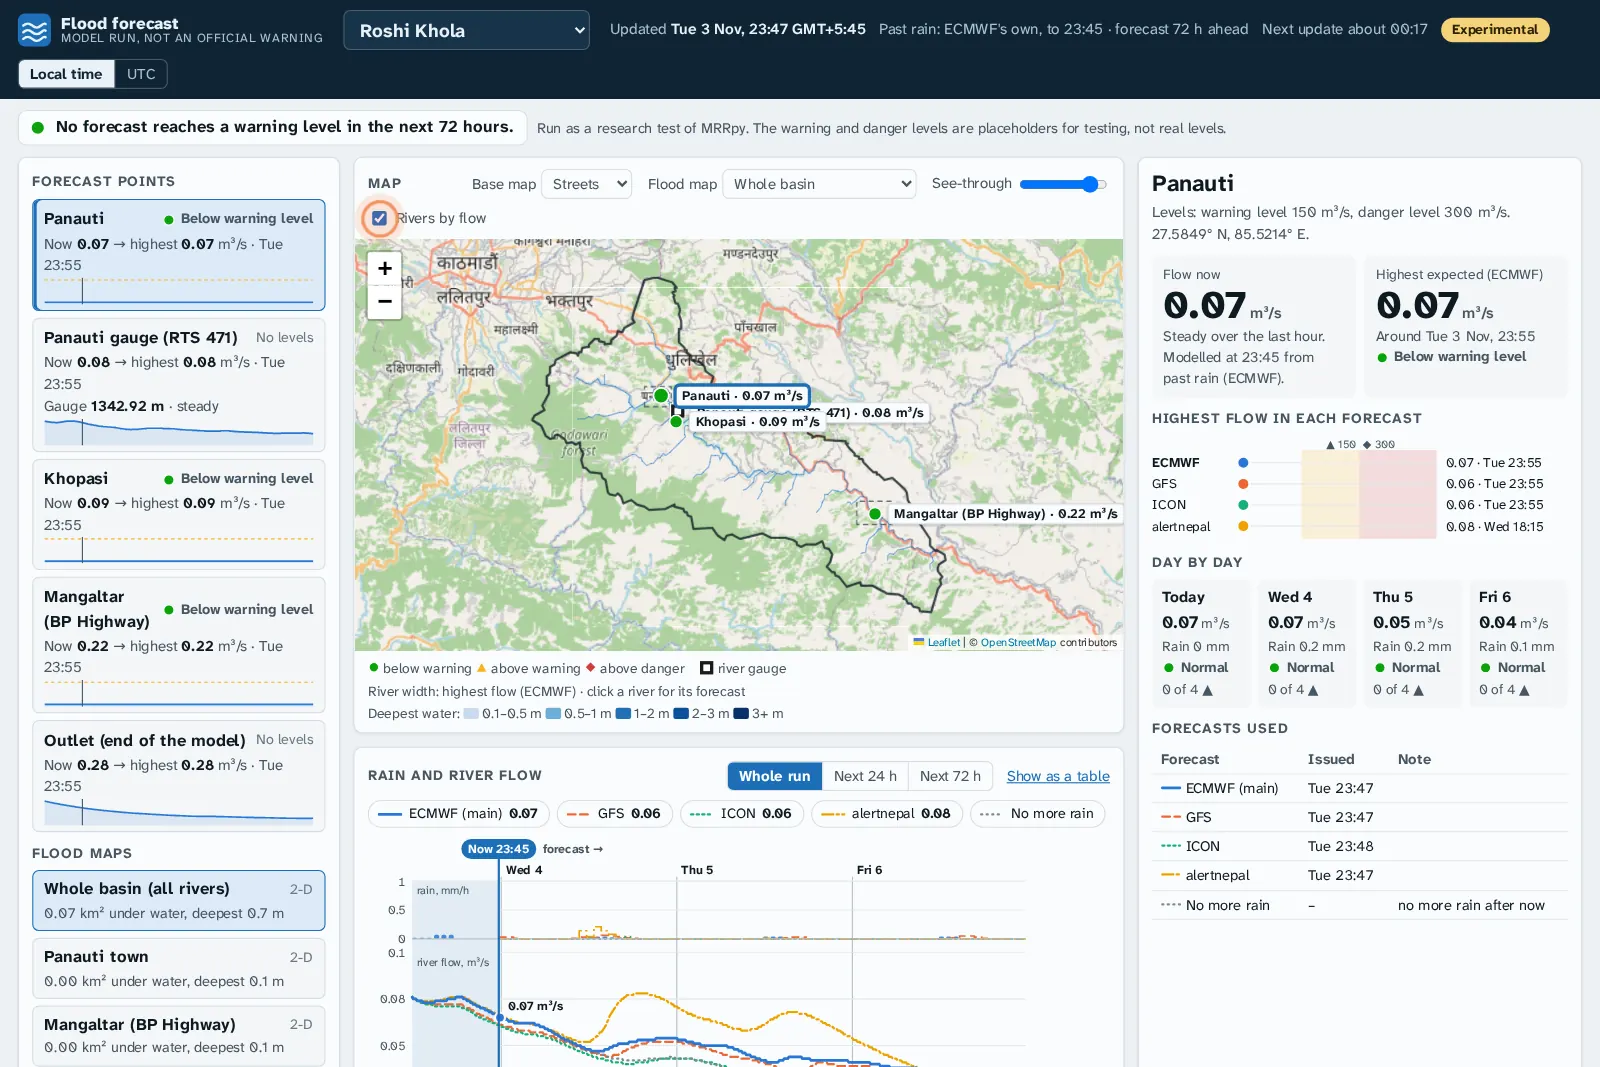 Flood forecast
MODEL RUN, NOT AN OFFICIAL WARNING
Roshi Khola
Updated Tue 3 Nov, 23:47 GMT+5:45
Past rain: ECMWF's own, to 23:45 · forecast 72 h ahead
Next update about 00:17
Experimental
Local time
UTC
No forecast reaches a warning level in the next 72 hours.
Run as a research test of MRRpy. The warning and danger levels are placeholders for testing, not real levels.
FORECAST POINTS
Panauti
Below warning level
Now 0.07 → highest 0.07 m³/s · Tue
23:55
Panauti gauge (RTS 471)
No levels
Now 0.08 → highest 0.08 m³/s · Tue
23:55
Gauge 1342.92 m · steady
Khopasi
Below warning level
Now 0.09 → highest 0.09 m³/s · Tue
23:55
Mangaltar
(BP Highway)
Below warning level
Now 0.22 → highest 0.22 m³/s · Tue
23:55
Outlet (end of the model)
No levels
Now 0.28 → highest 0.28 m³/s · Tue
23:55
FLOOD MAPS
Whole basin (all rivers)
2-D
0.07 km² under water, deepest 0.7 m
Panauti town
2-D
0.00 km² under water, deepest 0.1 m
Mangaltar (BP Highway)
2-D
0.00 km² under water, deepest 0.1 m
MAP
Base map
Streets
Flood map
Whole basin
See-through
Rivers by flow
+
−
काठमाडौं
ललितपुर
भक्तपुर
मण्डनदेउपुर
महालक्ष्मी
पाँचखाल
दक्षिणकाली
गोदावरी
धुलिखेल
ललितपुर
जिल्ला
Godawari
forest
Panauti · 0.07 m³/s
471) · 0.08 m³/s
Khopasi · 0.09 m³/s
Mangaltar (BP Highway) · 0.22 m³/s
Leaflet | © OpenStreetMap contributors
below warning
above warning
above danger
river gauge
River width: highest flow (ECMWF) · click a river for its forecast
Deepest water: 0.1–0.5 m 0.5–1 m 1–2 m 2–3 m 3+ m
RAIN AND RIVER FLOW
Whole run
Next 24 h
Next 72 h
Show as a table
ECMWF (main) 0.07
GFS 0.06
ICON 0.06
alertnepal 0.08
No more rain
Now 23:45
forecast →
Wed 4
Thu 5
Fri 6
1
rain, mm/h
0.5
0
0.1
river flow, m³/s
0.08
0.07 m³/s
0.05
Panauti
Levels: warning level 150 m³/s, danger level 300 m³/s.
27.5849° N, 85.5214° E.
Flow now
0.07 m³/s
Steady over the last hour.
Modelled at 23:45 from
past rain (ECMWF).
Highest expected (ECMWF)
0.07 m³/s
Around Tue 3 Nov, 23:55
Below warning level
HIGHEST FLOW IN EACH FORECAST
▲ 150 ◆ 300
ECMWF
0.07 · Tue 23:55
GFS
0.06 · Tue 23:55
ICON
0.06 · Tue 23:55
alertnepal
0.08 · Wed 18:15
DAY BY DAY
Today
0.07 m³/s
Rain 0 mm
Normal
0 of 4 ▲
Wed 4
0.07 m³/s
Rain 0.2 mm
Normal
0 of 4 ▲
Thu 5
0.05 m³/s
Rain 0.2 mm
Normal
0 of 4 ▲
Fri 6
0.04 m³/s
Rain 0.1 mm
Normal
0 of 4 ▲
FORECASTS USED
Forecast Issued Note
ECMWF (main) Tue 23:47
GFS Tue 23:47
ICON Tue 23:48
alertnepal Tue 23:47
No more rain – no more rain after now